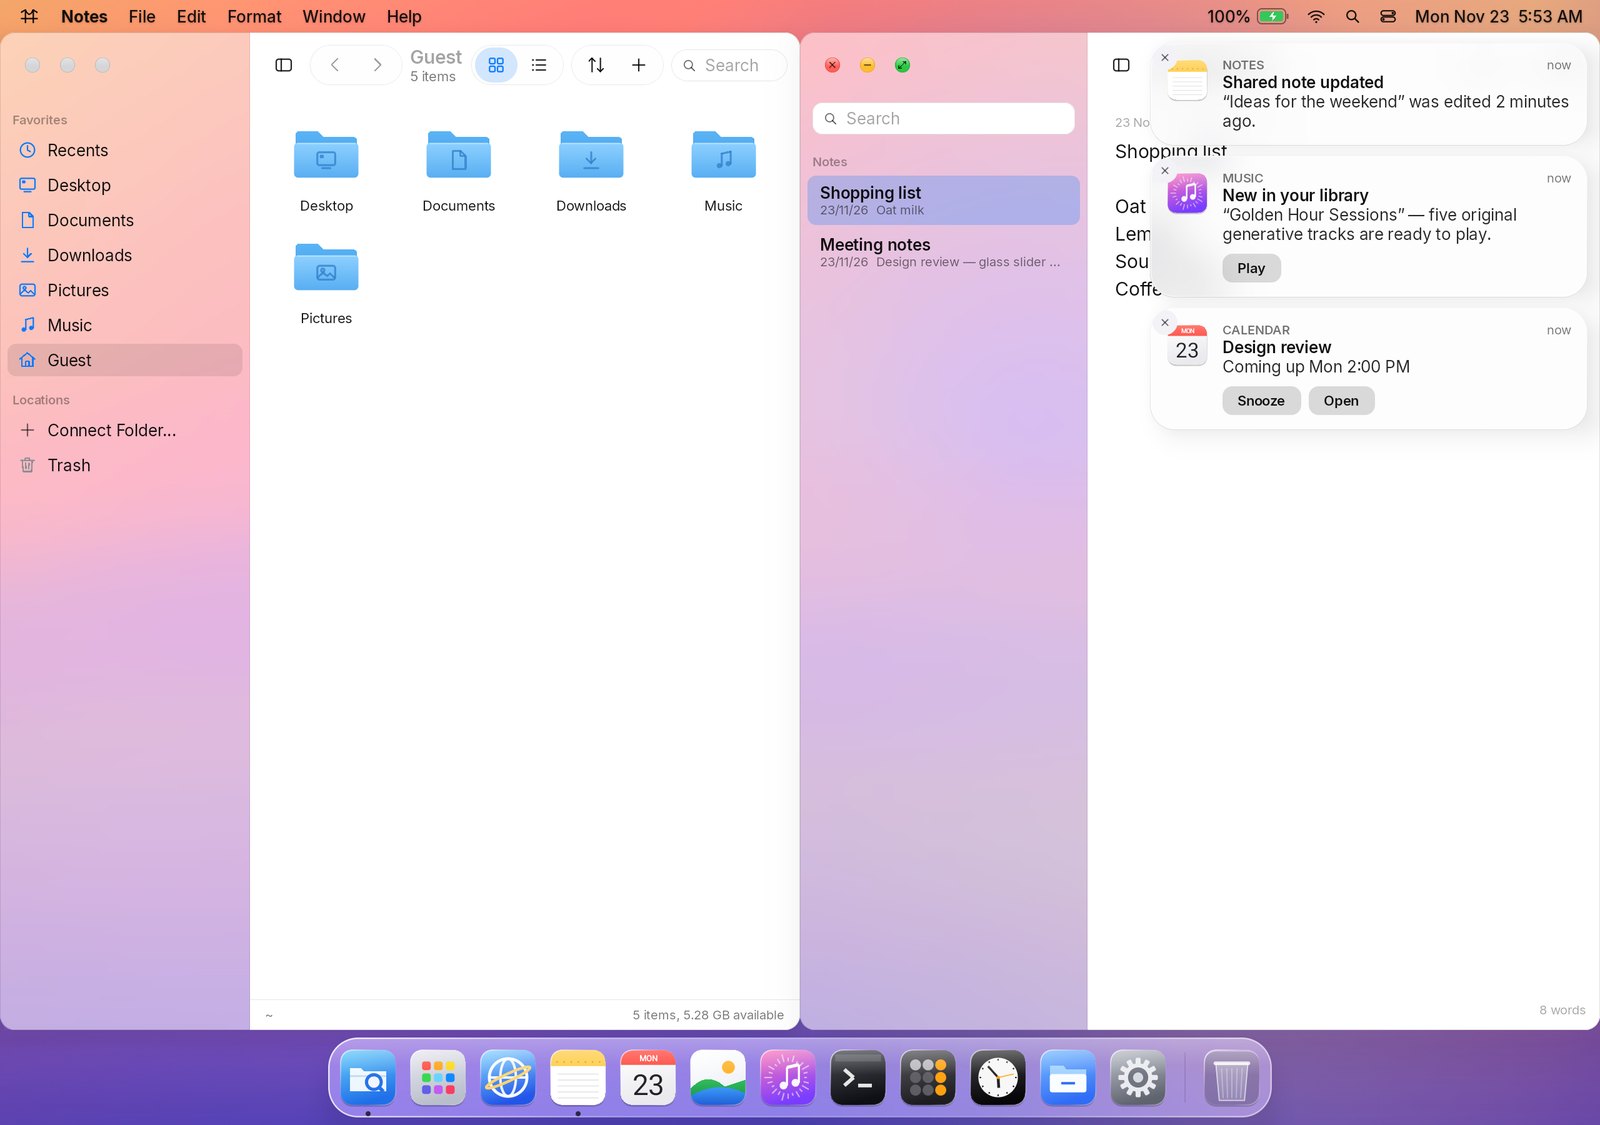 Notes File Edit Format Window Help 100% Mon Nov 23 5:53 AM
Favorites
Recents
Desktop
Documents
Downloads
Pictures
Music
Guest
Locations
Connect Folder...
Trash
Guest
5 items
Search
Desktop Documents Downloads Music
Pictures
~ 5 items, 5.28 GB available
Search
Notes
Shopping list
23/11/26 Oat milk
Meeting notes
23/11/26 Design review — glass slider ...
23 No
Shopping list
Oat
Lem
Sou
Coffe
8 words
NOTES now
Shared note updated
“Ideas for the weekend” was edited 2 minutes
ago.
MUSIC now
New in your library
“Golden Hour Sessions” — five original
generative tracks are ready to play.
Play
MON
23
CALENDAR now
Design review
Coming up Mon 2:00 PM
Snooze Open
MON
23